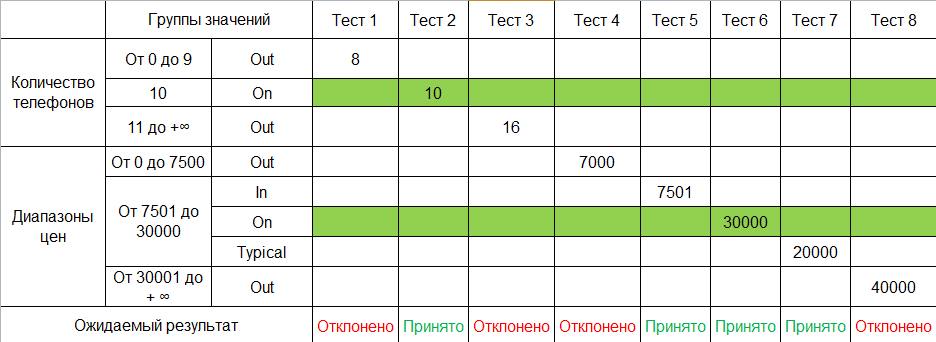 Группы значений Тест 1 Тест 2 Тест 3 Тест 4 Тест 5 Тест 6 Тест 7 Тест 8
Количество
телефонов
От 0 до 9 Out 8
10 On 10
11 до +∞ Out 16
Диапазоны
цен
От 0 до 7500 Out 7000
От 7501 до
30000
In 7501
On 30000
Typical 20000
От 30001 до
+ ∞
Out 40000
Ожидаемый результат Отклонено Принято Отклонено Отклонено Принято Принято Принято Отклонено